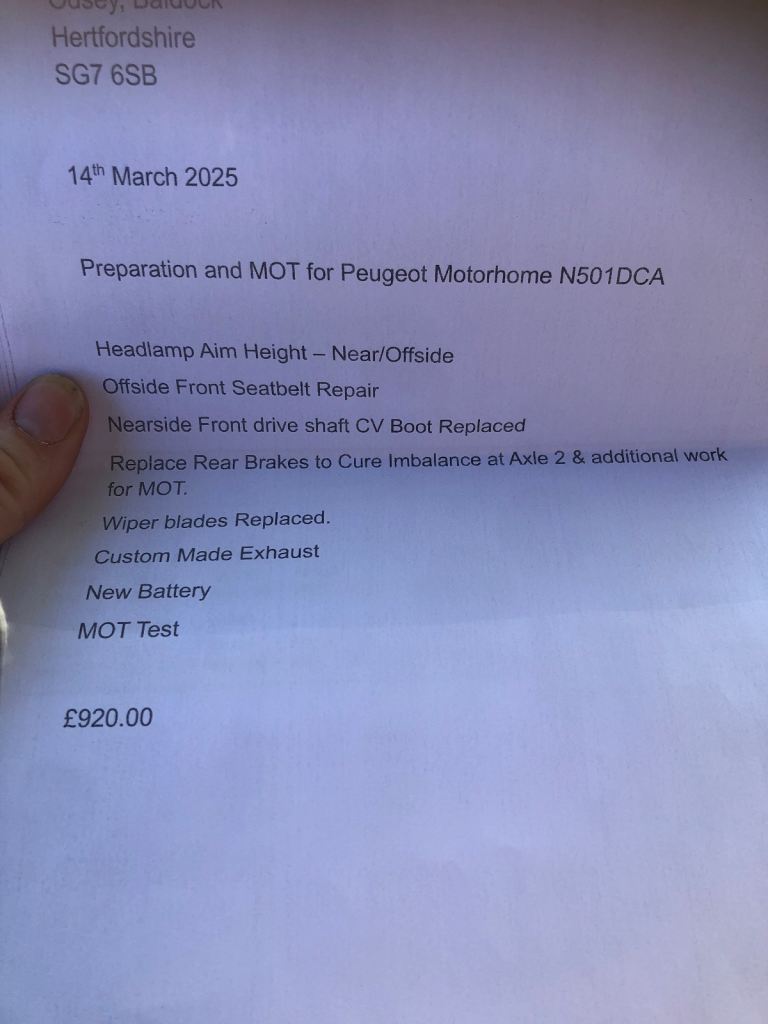 Odsey, Baldock
Hertfordshire
SG7 6SB
14th March 2025
Preparation and MOT for Peugeot Motorhome N501DCA
Headlamp Aim Height – Near/Offside
Offside Front Seatbelt Repair
Nearside Front drive shaft CV Boot Replaced
Replace Rear Brakes to Cure Imbalance at Axle 2 & additional work
for MOT.
Wiper blades Replaced.
Custom Made Exhaust
New Battery
MOT Test
£920.00